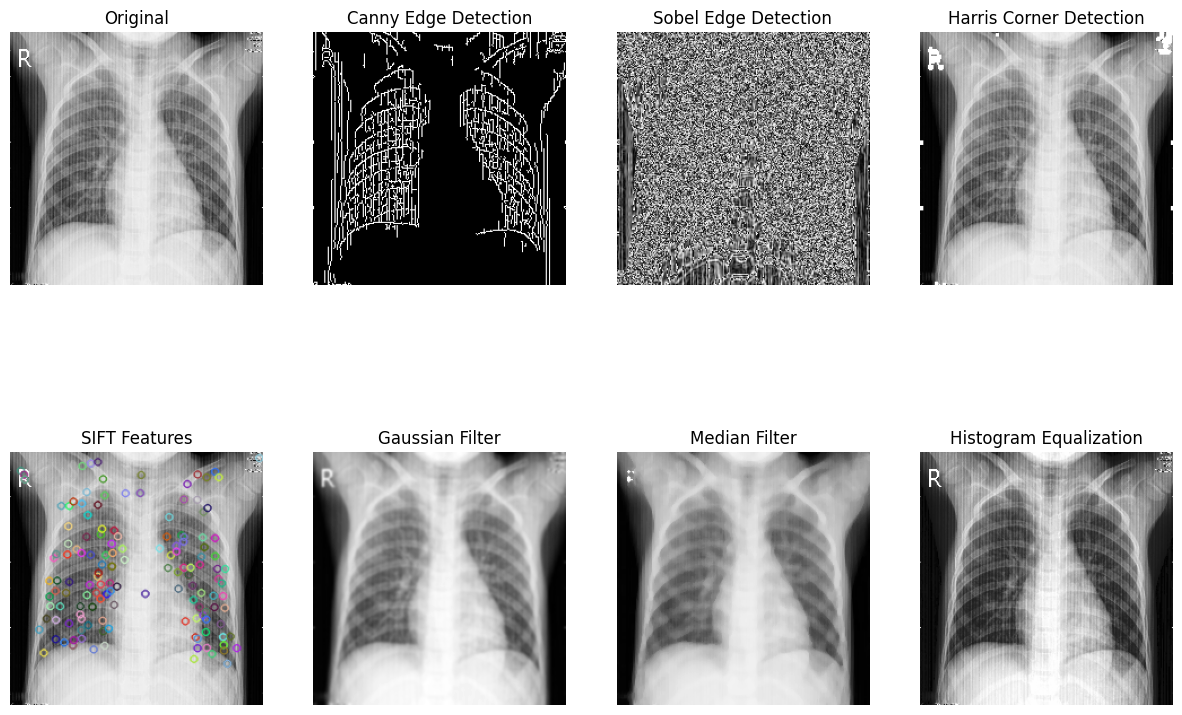 Original
Canny Edge Detection
Sobel Edge Detection
Harris Corner Detection
R
R
R
SIFT Features
Gaussian Filter
Median Filter
Histogram Equalization
R
R
R